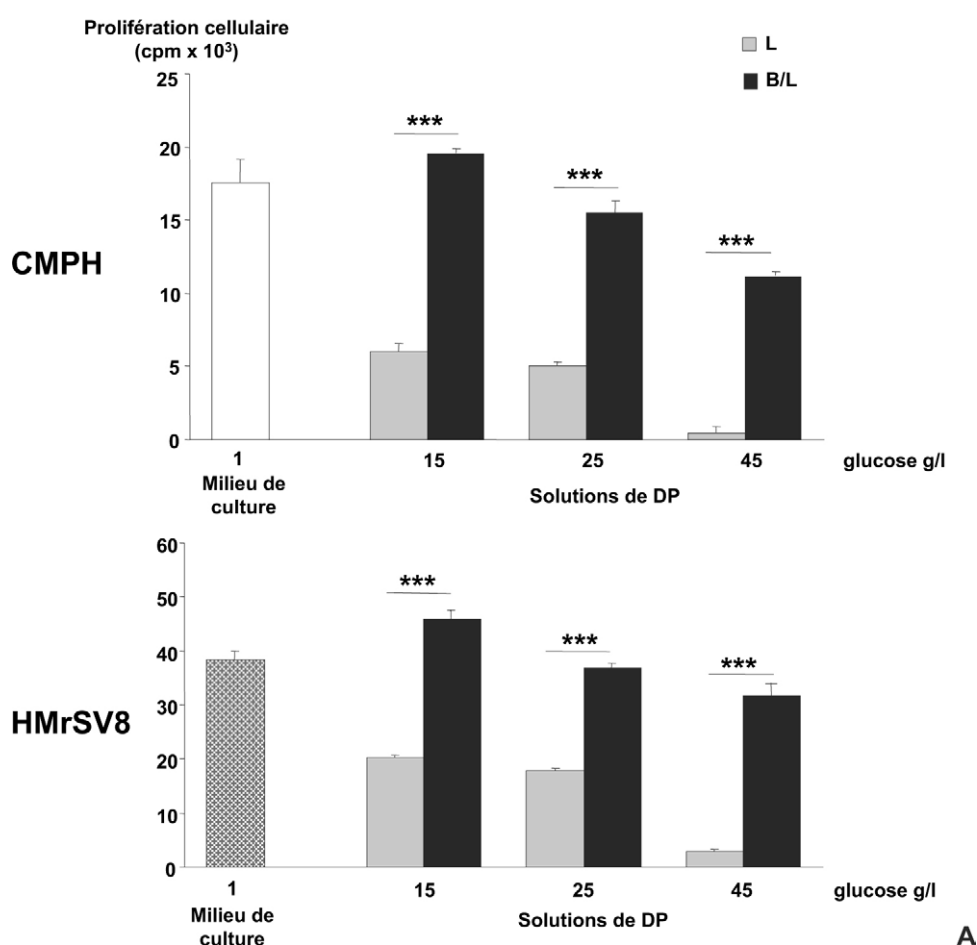 Prolifération cellulaire
(cpm x 10³)
L
B/L
25
20
15
10
5
0
***
***
***
CMPH
1
15
25
45
glucose g/l
Milieu de
culture
Solutions de DP
60
50
40
30
20
10
0
***
***
***
HMrSV8
1
15
25
45
glucose g/l
Milieu de
culture
Solutions de DP
A